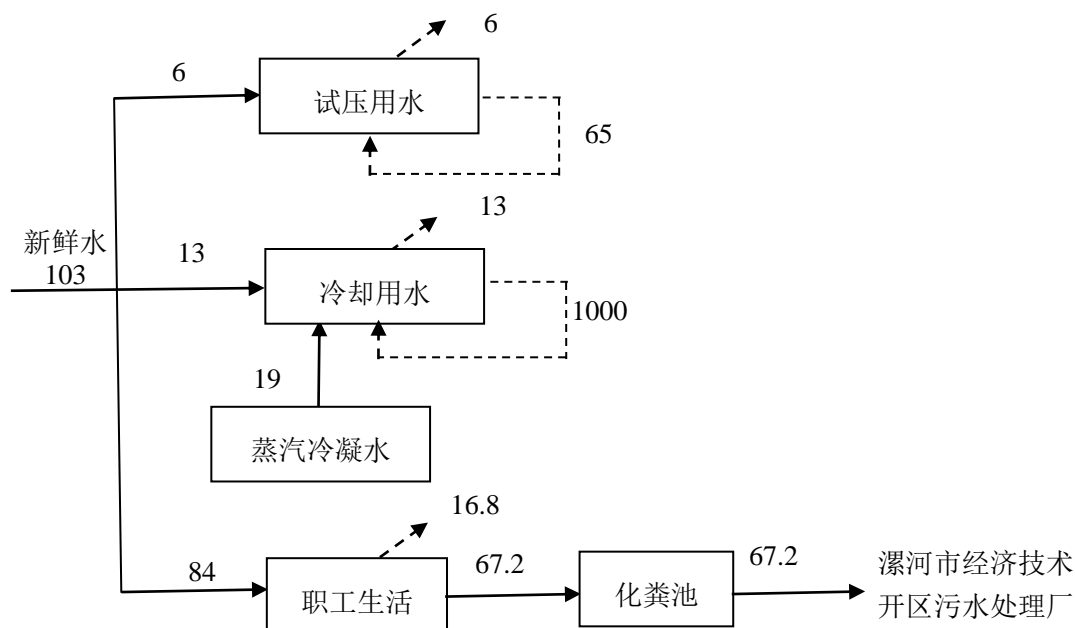 6
6
试压用水
65
13
新鲜水
103
13
冷却用水
1000
19
蒸汽冷凝水
16.8
84
职工生活
67.2
化粪池
67.2
漯河市经济技术
开区污水处理厂